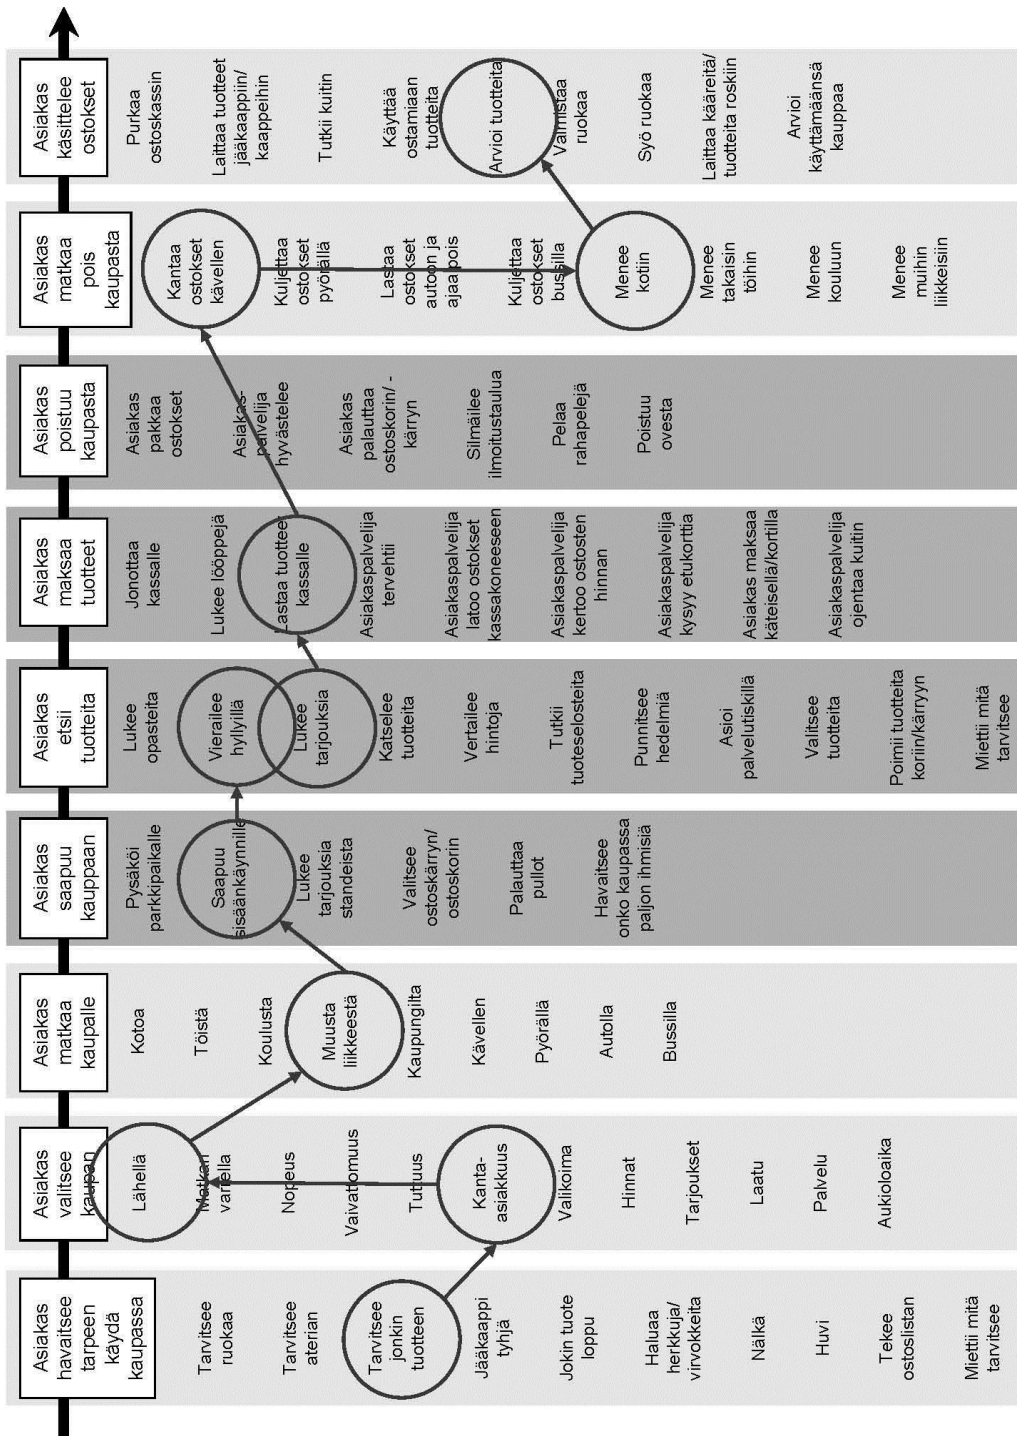 Asiakas
havaitsee
tarpeen
käydä
kaupassa
Tarvitsee
ruokaa
Tarvitsee
aterian
Tarvitsee
jonkin
tuotteen
Jääkaappi
tyhjä
Jokin tuote
loppu
Haluaa
herkkuja/
virvokkeita
Nälkä
Huvi
Tekee
ostoslistan
Miettii mitä
tarvitsee
Asiakas
valitsee
kaupan
Lähellä
Matkan
varrella
Nopeus
Vaivattomuus
Tuttuus
Kanta-
asiakkuus
Valikoima
Hinnat
Tarjoukset
Laatu
Palvelu
Aukioloaika
Asiakas
matkaa
kaupalle
Kotoa
Töistä
Koulusta
Muusta
liikkeestä
Kaupungilta
Kävellen
Pyörällä
Autolla
Bussilla
Asiakas
saapuu
kauppaan
Pysäköi
parkkipaikalle
Saapuu
sisäänkäynnille
Lukee
tarjouksia
standeista
Valitsee
ostoskärryn/
ostoskorin
Palauttaa
pullot
Havaitsee
onko kaupassa
paljon ihmisiä
Asiakas
etsii
tuotteita
Lukee
opasteita
Vierailee
hyllyillä
Lukee
tarjouksia
Katselee
tuotteita
Vertailee
hintoja
Tutkii
tuoteselosteita
Punnitsee
hedelmiä
Asioi
palvelutiskillä
Valitsee
tuotteita
Poimii tuotteita
koriin/kärryyn
Miettii mitä
tarvitsee
Asiakas
maksaa
tuotteet
Jonottaa
kassalle
Lukee lööppejä
Lastaa tuotteet
kassalle
Asiakaspalvelija
tervehtii
Asiakaspalvelija
latoo ostokset
kassakoneeseen
Asiakaspalvelija
kertoo ostosten
hinnan
Asiakaspalvelija
kysyy etukorttia
Asiakas maksaa
käteisellä/kortilla
Asiakaspalvelija
ojentaa kuitin
Asiakas
poistuu
kaupasta
Asiakas
pakkaa
ostokset
Asiakas-
palvelija
hyvästelee
Asiakas
palauttaa
ostoskorin/ -
kärryn
Silmäilee
ilmoitustaulua
Pelaa
rahapelejä
Poistuu
ovesta
Asiakas
matkaa
pois
kaupasta
Kantaa
ostokset
kävellen
Kuljettaa
ostokset
pyörällä
Lastaa
ostokset
autoon ja
ajaa pois
Kuljettaa
ostokset
bussilla
Menee
kotiin
Menee
takaisin
töihin
Menee
kouluun
Menee
muihin
liikkeisiin
Asiakas
käsittelee
ostokset
Purkaa
ostoskassin
Laittaa tuotteet
jääkaappiin/
kaappeihin
Tutkii kuitin
Käyttää
ostamiaan
tuotteita
Arvioi tuotteita
Valmistaa
ruokaa
Syö ruokaa
Laittaa kääreitä/
tuotteita roskiin
Arvioi
käyttämäänsä
kauppaa